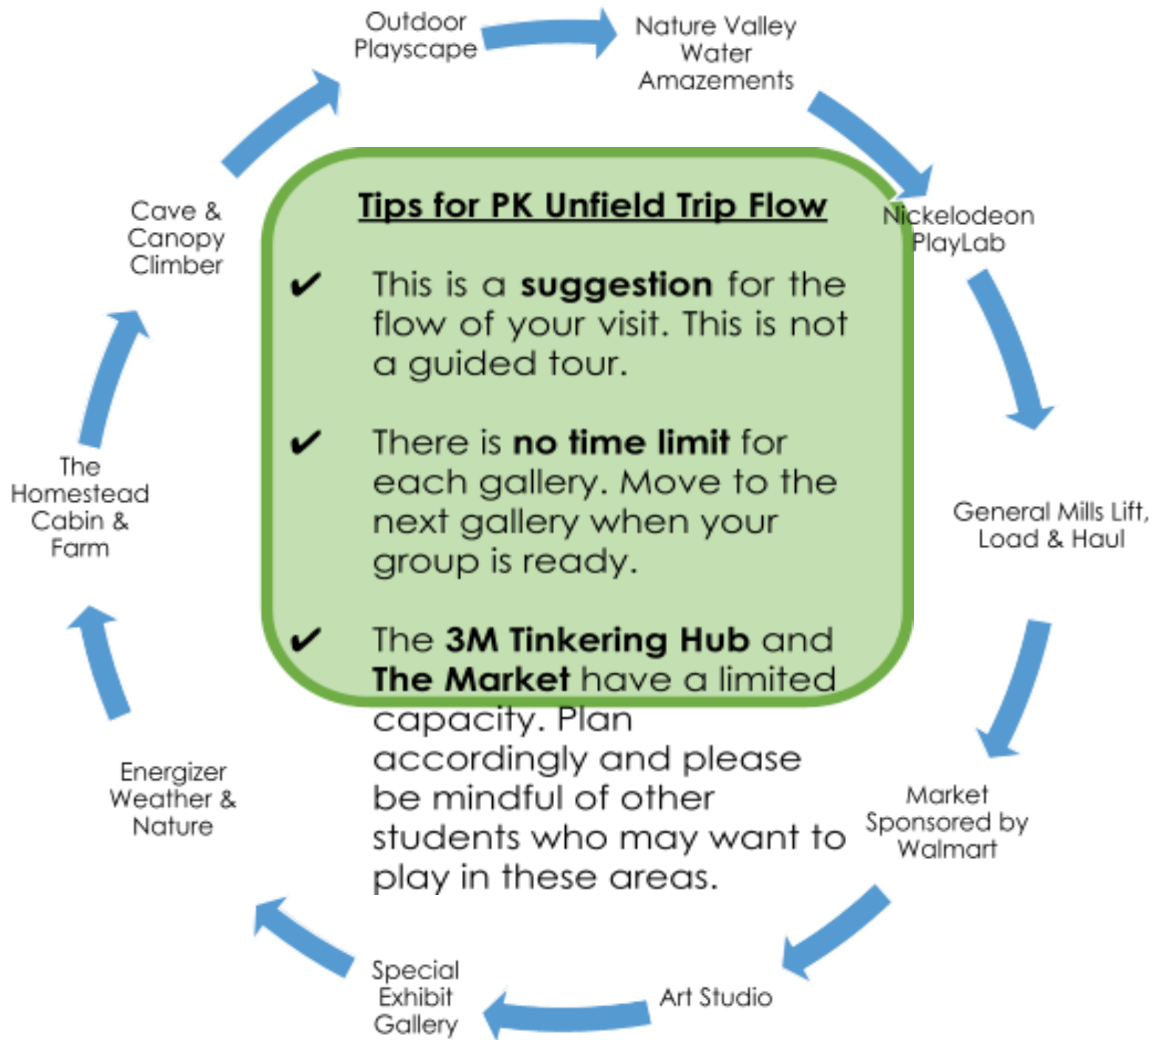 Outdoor
Playscape
Nature Valley
Water
Amazements
Nickelodeon
PlayLab
General Mills Lift,
Load & Haul
Market
Sponsored by
Walmart
Art Studio
Special
Exhibit
Gallery
Energizer
Weather &
Nature
The
Homestead
Cabin &
Farm
Cave &
Canopy
Climber
Tips for PK Unfield Trip Flow
✔ This is a suggestion for the
flow of your visit. This is not
a guided tour.
✔ There is no time limit for
each gallery. Move to the
next gallery when your
group is ready.
✔ The 3M Tinkering Hub and
The Market have a limited
capacity. Plan
accordingly and please
be mindful of other
students who may want to
play in these areas.